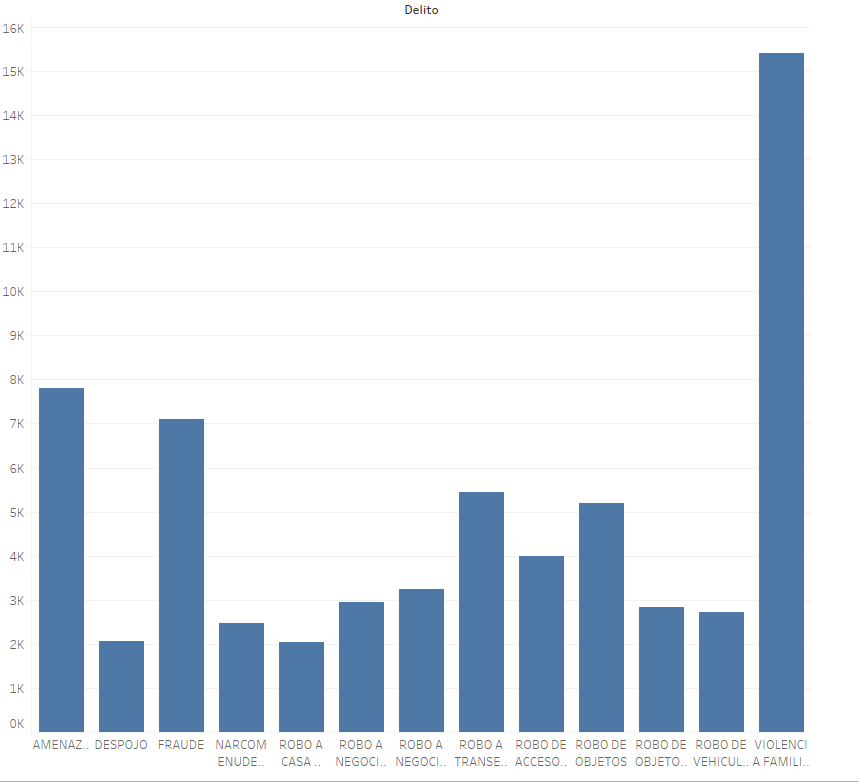 Delito
16K
15K
14K
13K
12K
11K
10K
9K
8K
7K
6K
5K
4K
3K
2K
1K
0K
AMENAZ.. DESPOJO FRAUDE NARCOM ROBO A ROBO A ROBO A ROBO A ROBO DE ROBO DE ROBO DE ROBO DE VIOLENCI
ENUDE.. CASA .. NEGOCI.. NEGOCI.. TRANSE.. ACCESO.. OBJETOS OBJETO.. VEHICUL.. A FAMILI..